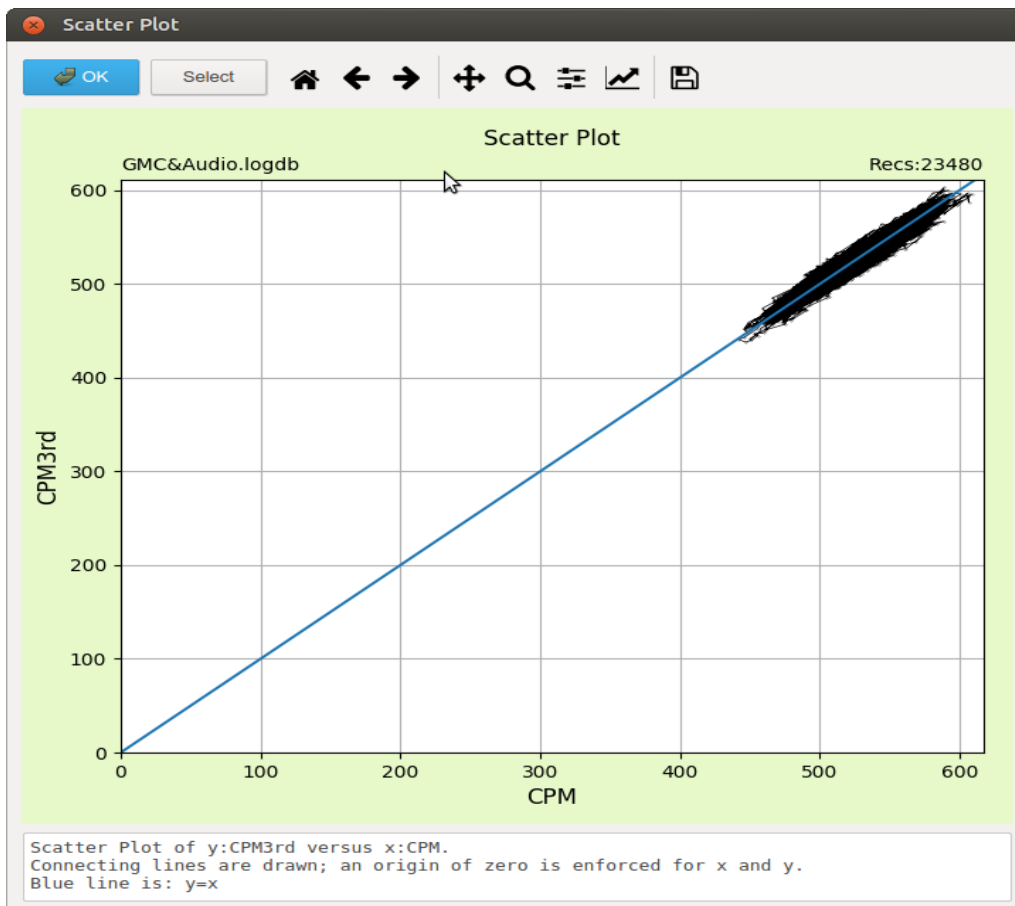 Scatter Plot
OK
Select
Scatter Plot
GMC&Audio.logdb
Recs:23480
600
500
400
300
200
100
0
CPM3rd
0 100 200 300 400 500 600
CPM
Scatter Plot of y:CPM3rd versus x:CPM.
Connecting lines are drawn; an origin of zero is enforced for x and y.
Blue line is: y=x